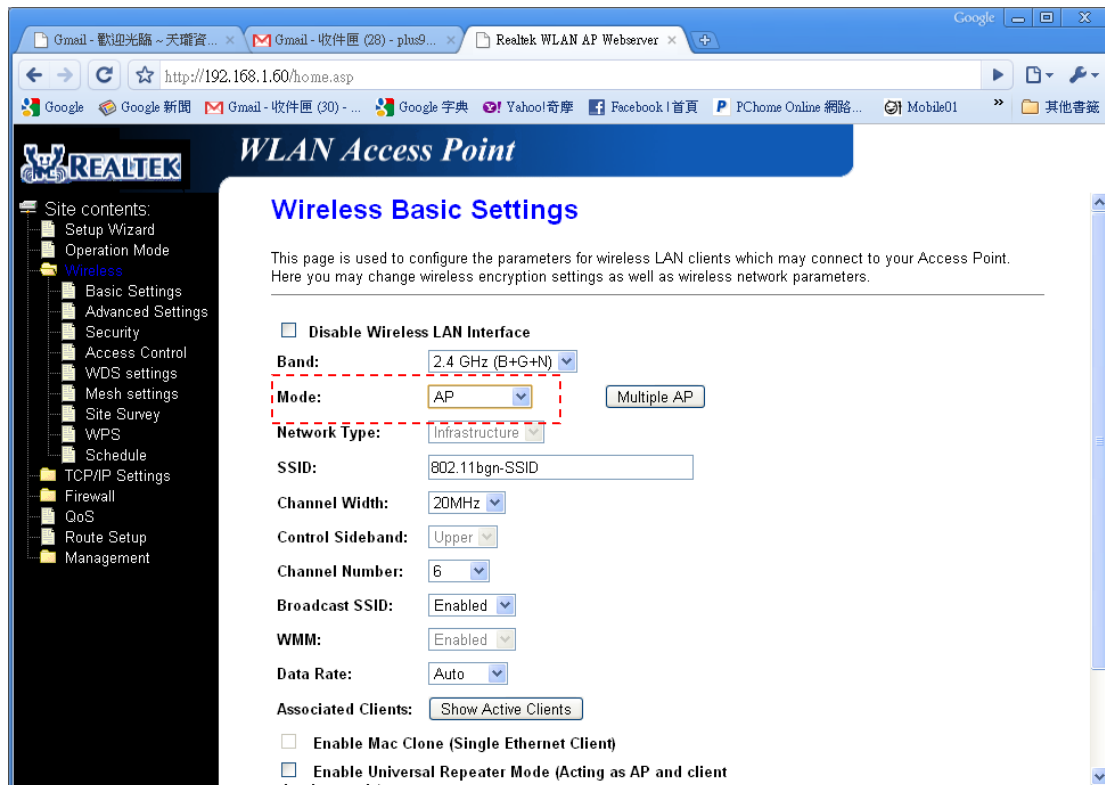 Google
Gmail - 歡迎光臨 ~ 天瓏資...
Gmail - 收件匣 (28) - plus9...
Realtek WLAN AP Webserver
http://192.168.1.60/home.asp
Google
Google 新聞
Gmail - 收件匣 (30) - ...
Google 字典
Yahoo!奇摩
Facebook | 首頁
PChome Online 網路...
Mobile01
»
其他書籤
REALTEK
WLAN Access Point
Site contents:
Setup Wizard
Operation Mode
Wireless
Basic Settings
Advanced Settings
Security
Access Control
WDS settings
Mesh settings
Site Survey
WPS
Schedule
TCP/IP Settings
Firewall
QoS
Route Setup
Management
Wireless Basic Settings
This page is used to configure the parameters for wireless LAN clients which may connect to your Access Point.
Here you may change wireless encryption settings as well as wireless network parameters.
Disable Wireless LAN Interface
Band: 2.4 GHz (B+G+N)
Mode: AP Multiple AP
Network Type: Infrastructure
SSID: 802.11bgn-SSID
Channel Width: 20MHz
Control Sideband: Upper
Channel Number: 6
Broadcast SSID: Enabled
WMM: Enabled
Data Rate: Auto
Associated Clients: Show Active Clients
Enable Mac Clone (Single Ethernet Client)
Enable Universal Repeater Mode (Acting as AP and client